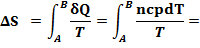 ΔS = ∫_A^B δQ/T = ∫_A^B ncpdT/T =